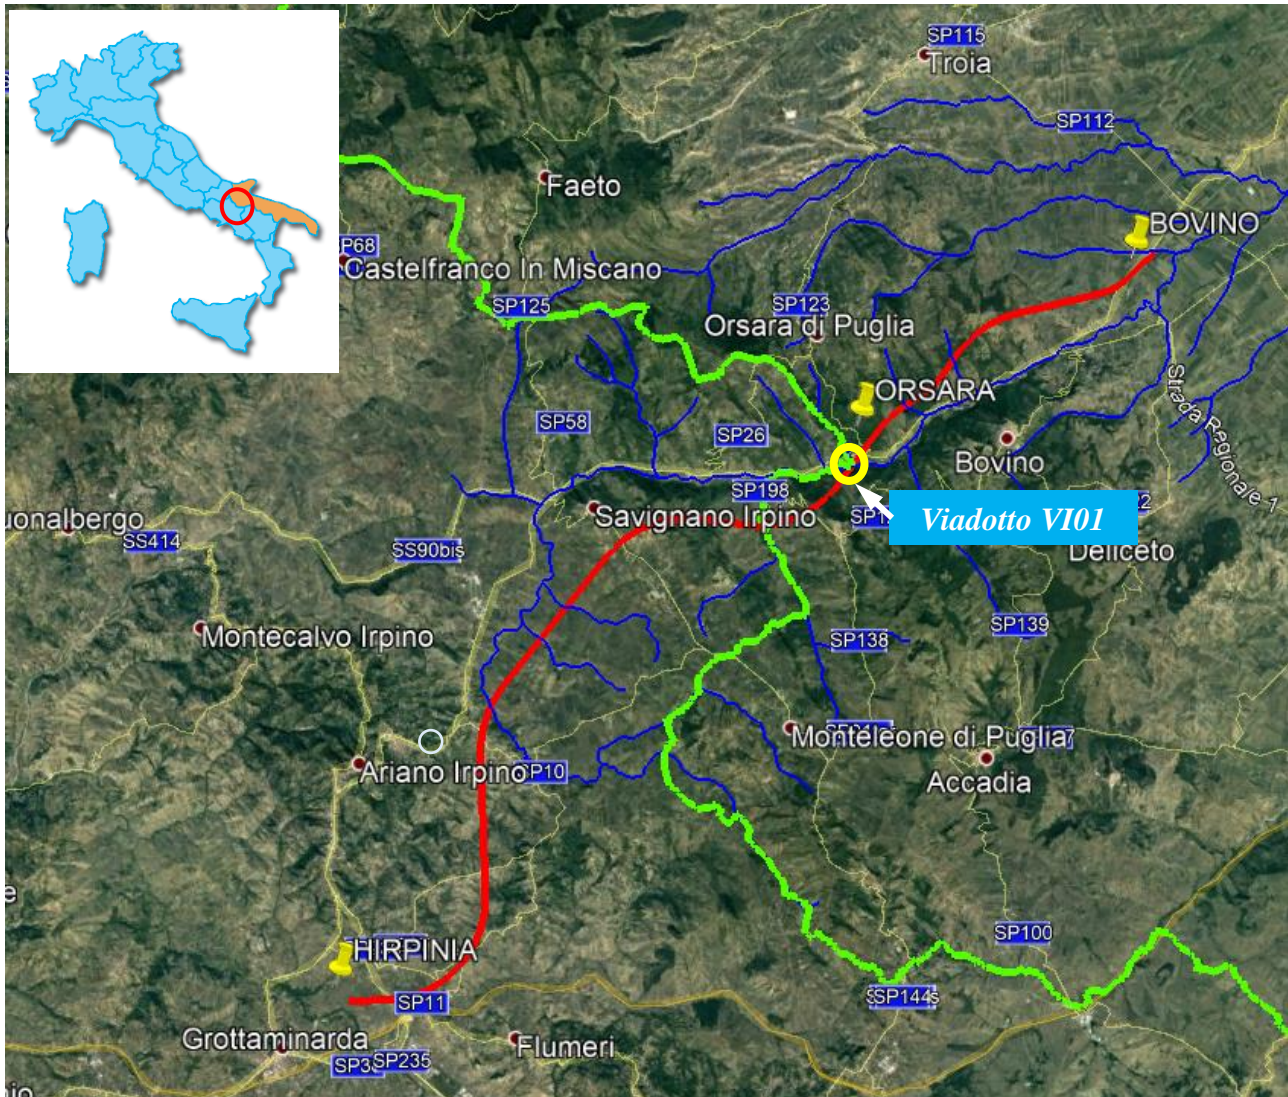 SP115
Troia
SP112
Faeto
BOVINO
P68
Castelfranco In Miscano
SP125
SP123
Orsara di Puglia
ORSARA
Strada Regionale 1
SP58
SP26
Bovino
SP198
Savignano Irpino
Viadotto VI01
uonalbergo
SS414
SS90bis
Deliceto
Montecalvo Irpino
SP139
SP138
Monteleone di Puglia
Ariano Irpino
SP10
Accadia
HIRPINIA
SP100
SP11
SP144
Grottaminarda
Flumeri
SP235